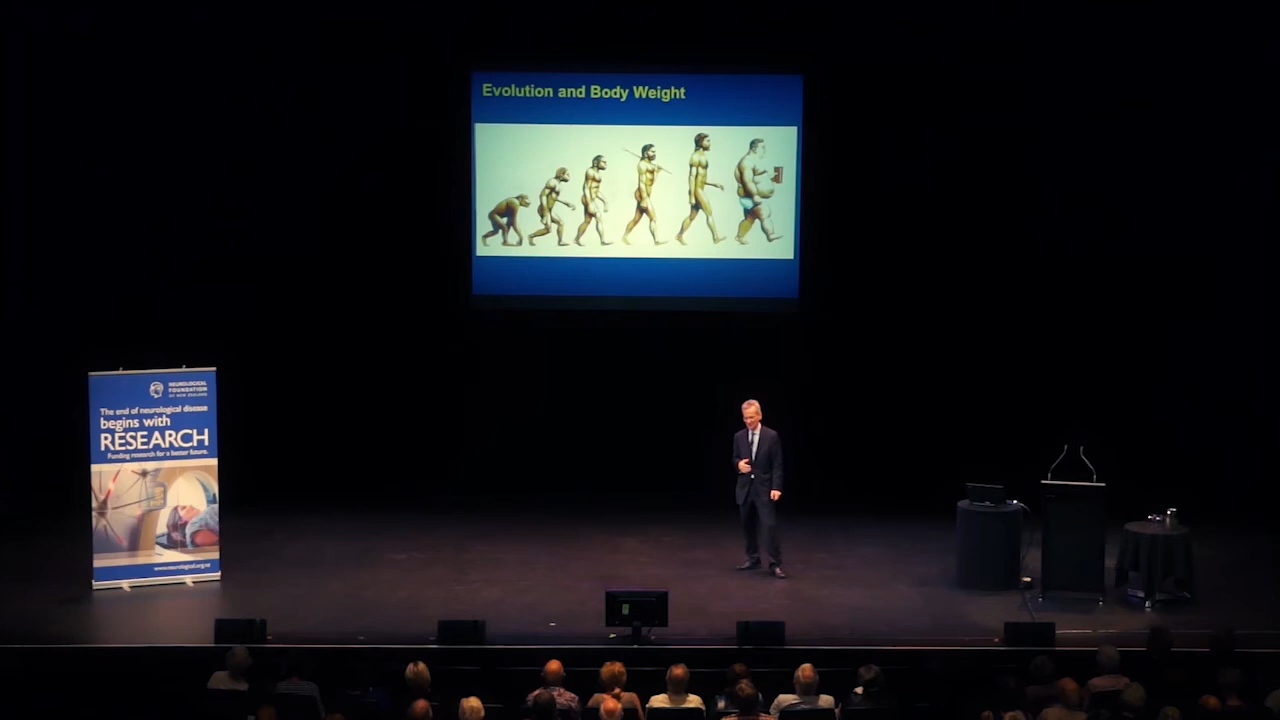 Evolution and Body Weight
NEUROLOGICAL
FOUNDATION
OF NEW ZEALAND
The end of neurological disease
begins with
RESEARCH
Funding research for a better future.
www.neurological.org.nz